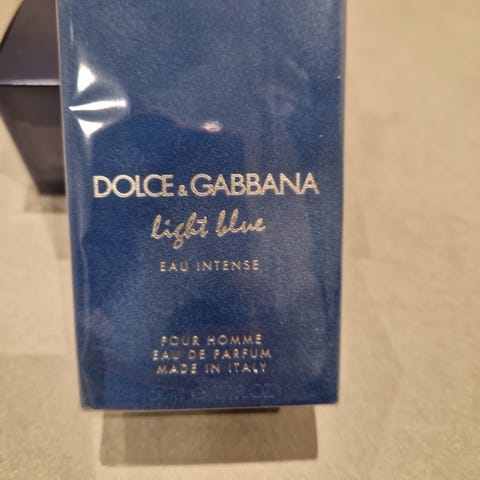 DOLCE & GABBANA
light blue
EAU INTENSE
POUR HOMME
EAU DE PARFUM
MADE IN ITALY